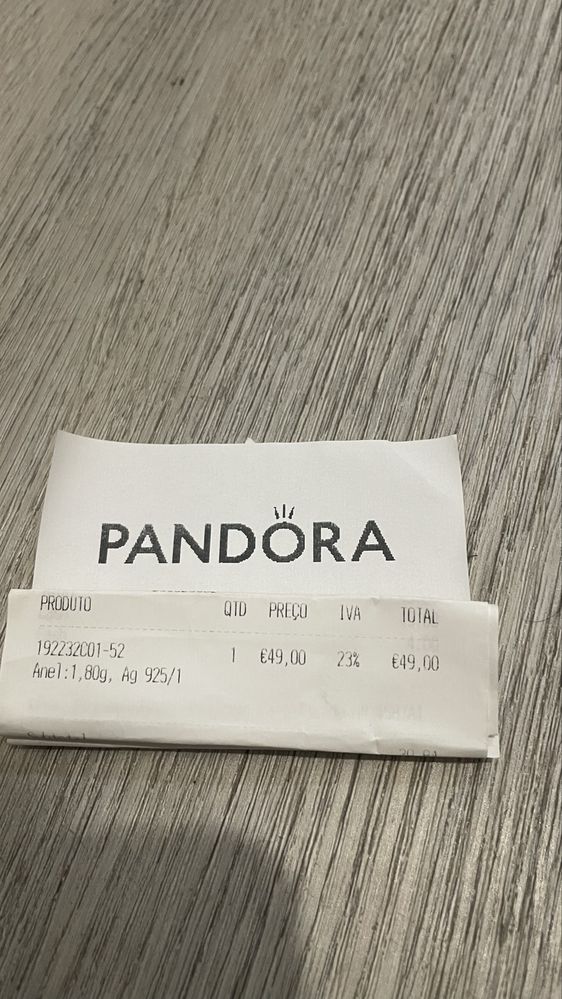 PANDORA
PRODUTO QTD PREÇO IVA TOTAL
192232C01-52 1 €49,00 23% €49,00
Anel:1,80g, Ag 925/1